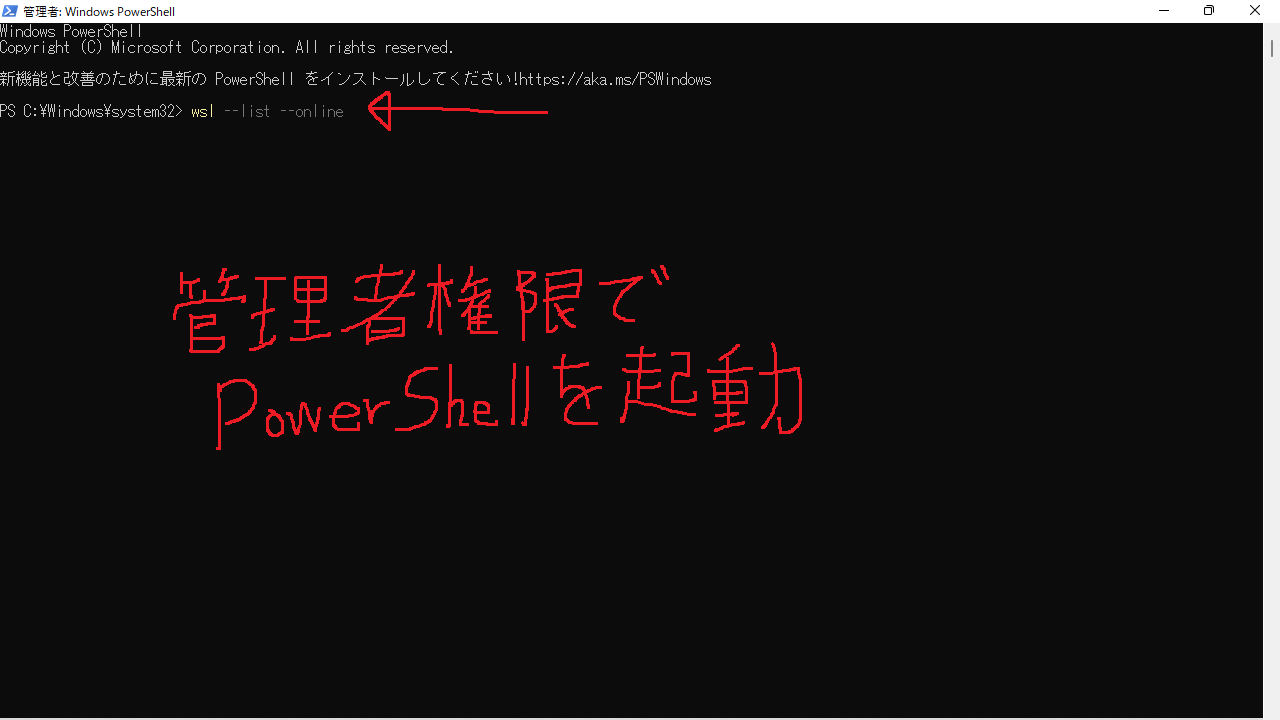 管理者: Windows PowerShell
Windows PowerShell
Copyright (C) Microsoft Corporation. All rights reserved.
新機能と改善のために最新の PowerShell をインストールしてください!https://aka.ms/PSWindows
PS C:¥Windows¥system32> wsl --list --online
管理者権限で
PowerShellを起動